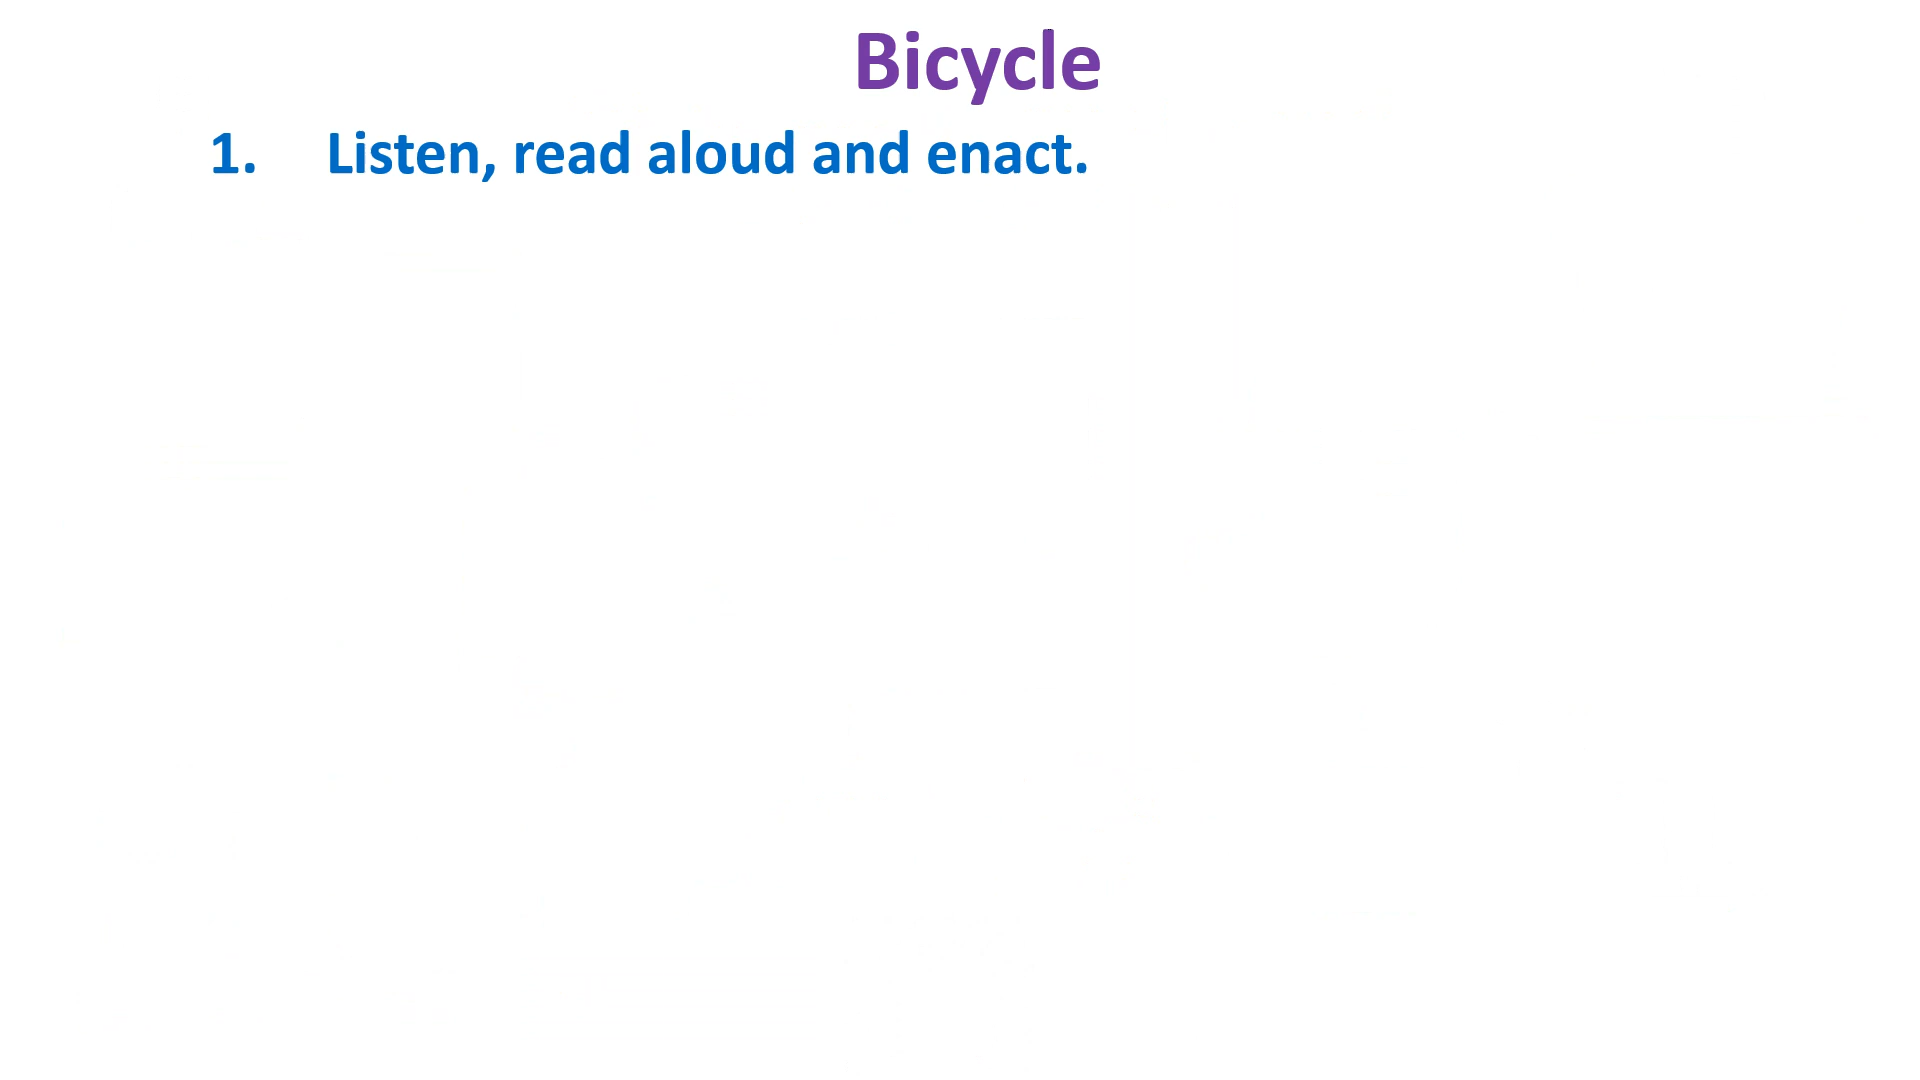 Bicycle
1. Listen, read aloud and enact.